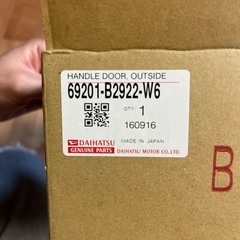 HANDLE DOOR, OUTSIDE
69201-B2922-W6
QTY 1
160916
MADE IN JAPAN
DAIHATSU
GENUINE PARTS DAIHATSU MOTOR CO.,LTD.
B